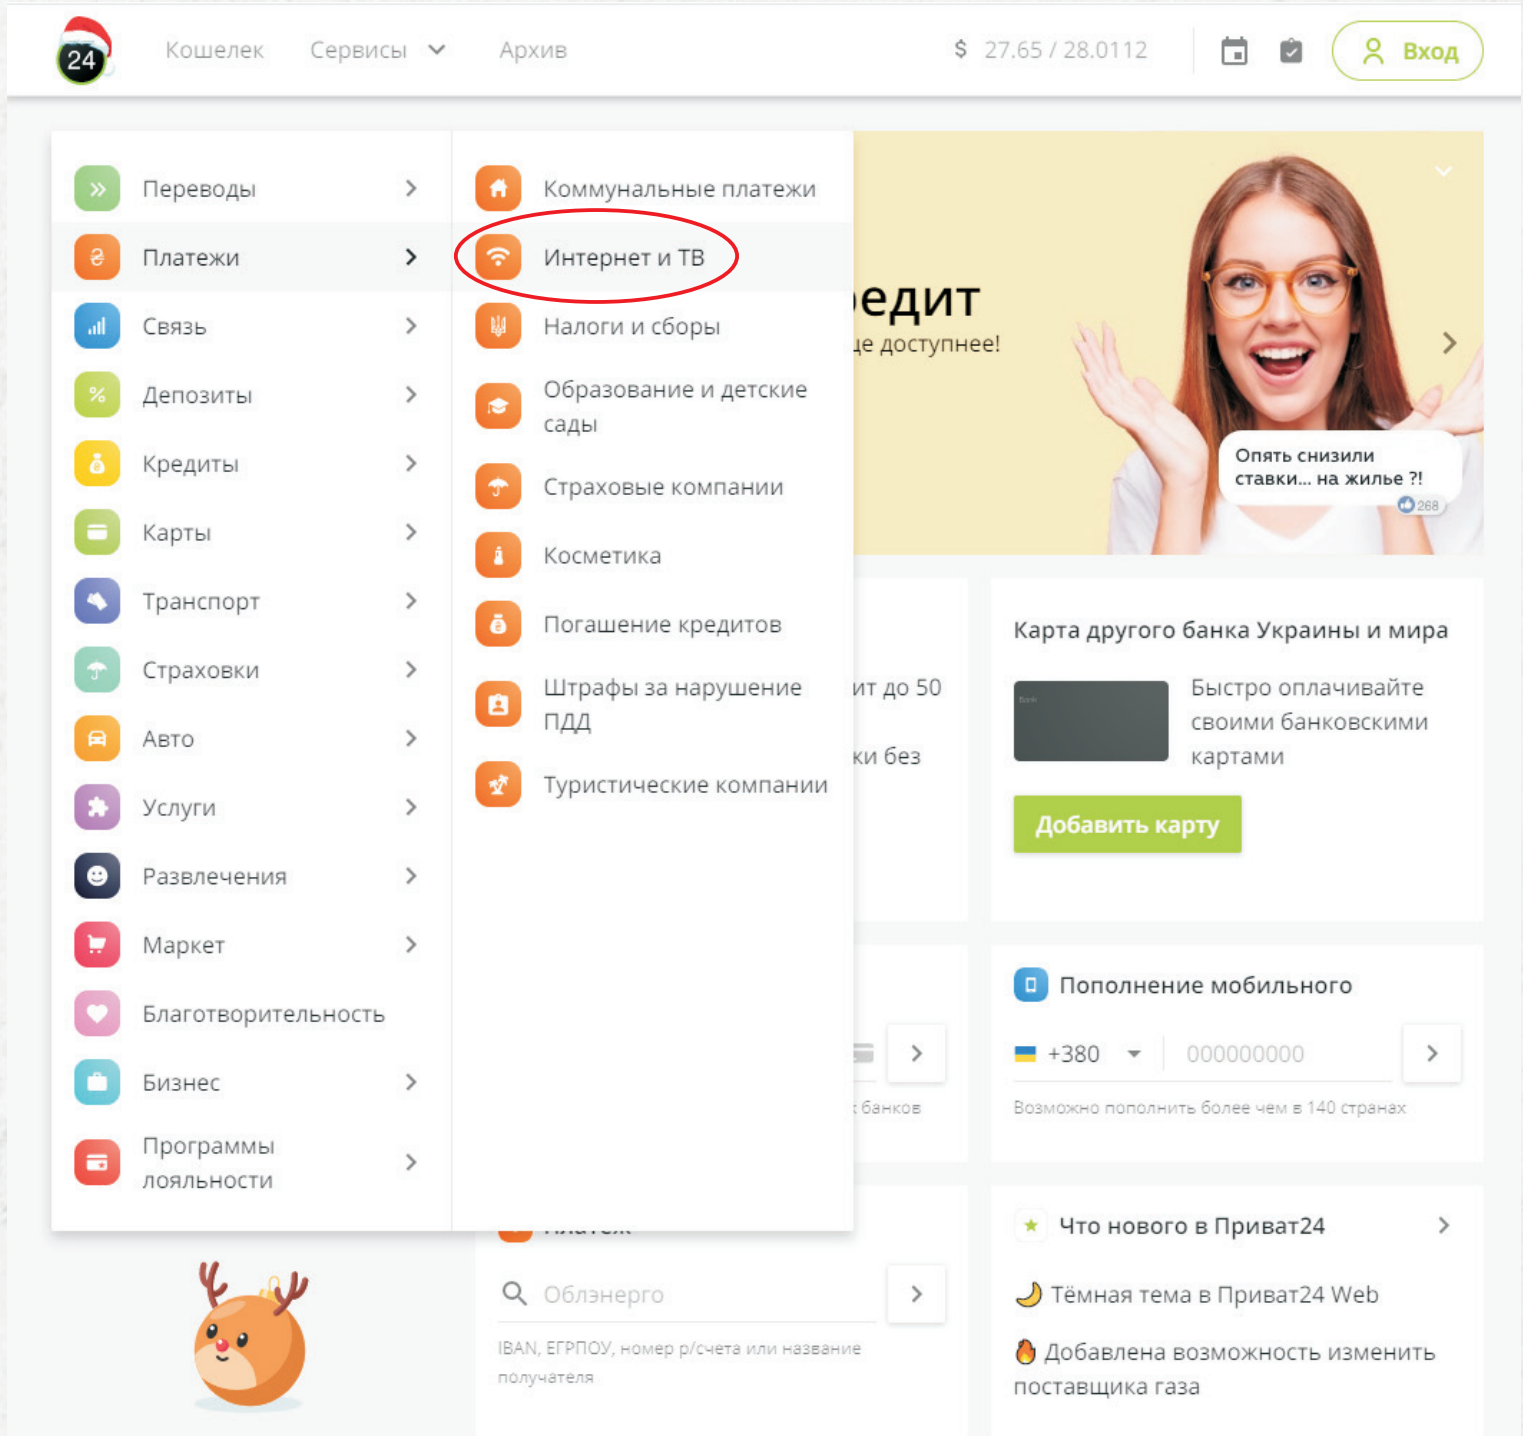 24
Кошелек
Сервисы
Архив
$ 27.65 / 28.0112
Вход
Переводы
Платежи
Связь
Депозиты
Кредиты
Карты
Транспорт
Страховки
Авто
Услуги
Развлечения
Маркет
Благотворительность
Бизнес
Программы
лояльности
Коммунальные платежи
Интернет и ТВ
Налоги и сборы
Образование и детские
сады
Страховые компании
Косметика
Погашение кредитов
Штрафы за нарушение
ПДД
Туристические компании
едит
це доступнее!
Опять снизили
ставки... на жилье ?!
268
ит до 50
ки без
Карта другого банка Украины и мира
Bank
Быстро оплачивайте
своими банковскими
картами
Добавить карту
банков
Пополнение мобильного
+380
000000000
Возможно пополнить более чем в 140 странах
Облэнерго
IBAN, ЕГРПОУ, номер р/счета или название
получателя
Что нового в Приват24
Тёмная тема в Приват24 Web
Добавлена возможность изменить
поставщика газа